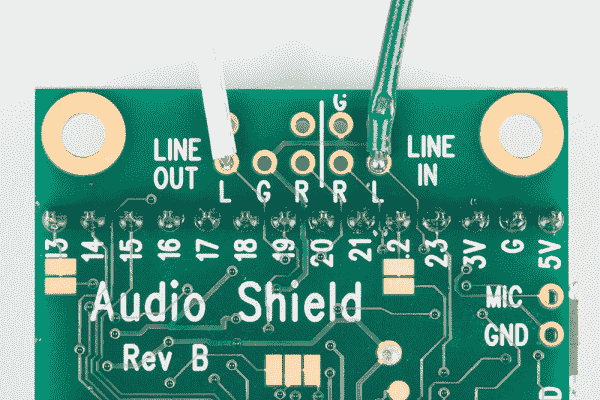 G
LINE
OUT
LINE
IN
L G R R L
13 14 15 16 17 18 19 20 21 22 23 3V G 5V
MIC
Audio Shield
GND
Rev B